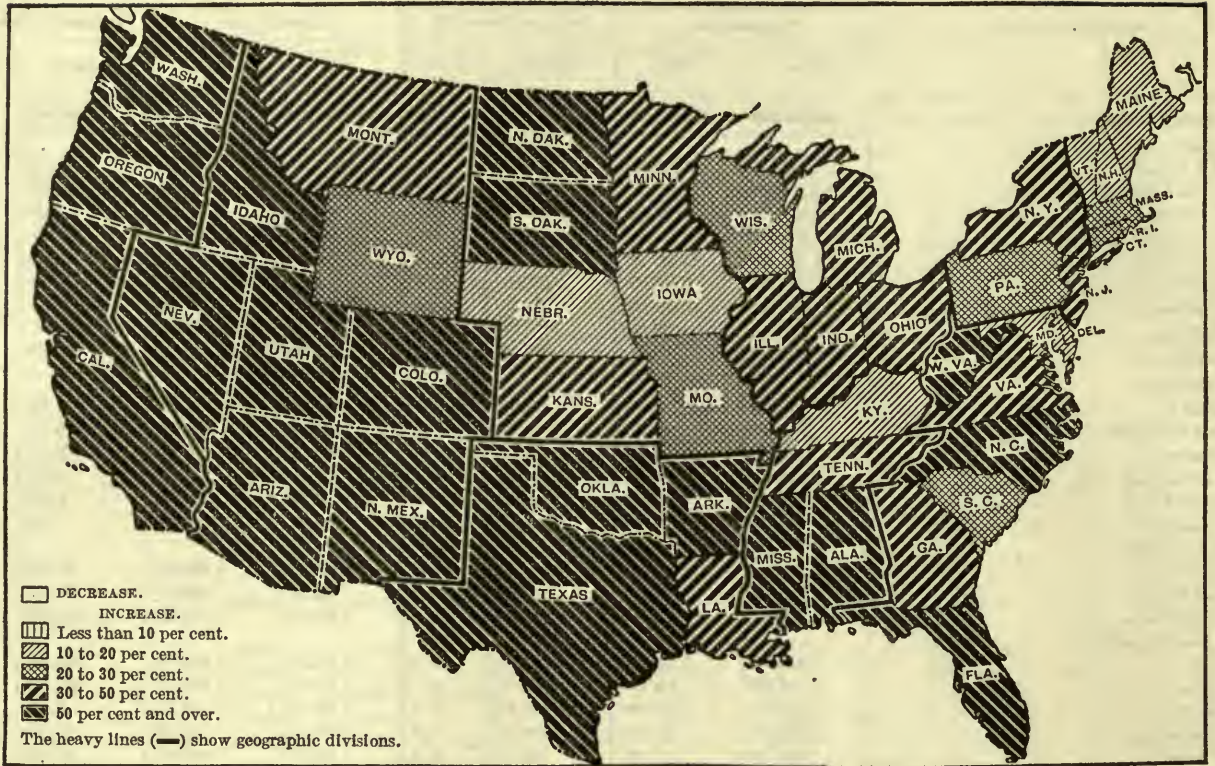 WASH.
MONT.
N. OAK.
MINN.
MAINE
OREGON
IDAHO
S. OAK.
WIS.
VT.
N.H.
MASS.
N.Y.
R.I.
CT.
WYO.
MICH.
NEBR.
IOWA
PA.
N.J.
NEV.
UTAH
COLO.
ILL.
IND.
OHIO
MD.
DEL.
CAL.
KANS.
MO.
W. VA.
VA.
KY.
N.C.
TENN.
ARIZ.
N. MEX.
OKLA.
ARK.
S. C.
MISS.
ALA.
GA.
TEXAS
LA.
FLA.
DECREASE.
INCREASE.
Less than 10 per cent.
10 to 20 per cent.
20 to 30 per cent.
30 to 50 per cent.
50 per cent and over.
The heavy lines (—) show geographic divisions.